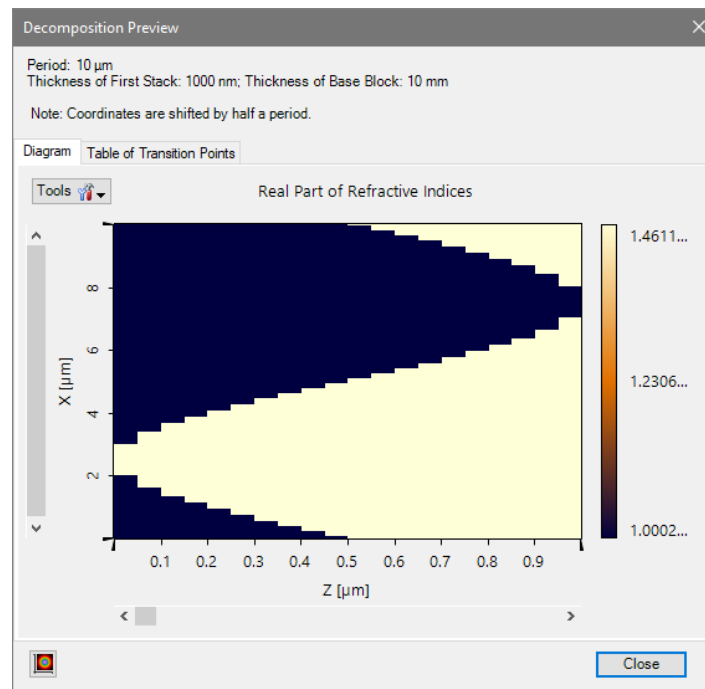 Decomposition Preview
Period: 10 µm
Thickness of First Stack: 1000 nm; Thickness of Base Block: 10 mm
Note: Coordinates are shifted by half a period.
Diagram
Table of Transition Points
Tools
Real Part of Refractive Indices
1.4611...
8
6
1.2306...
X [µm]
4
2
1.0002...
0.1 0.2 0.3 0.4 0.5 0.6 0.7 0.8 0.9
Z [µm]
Close